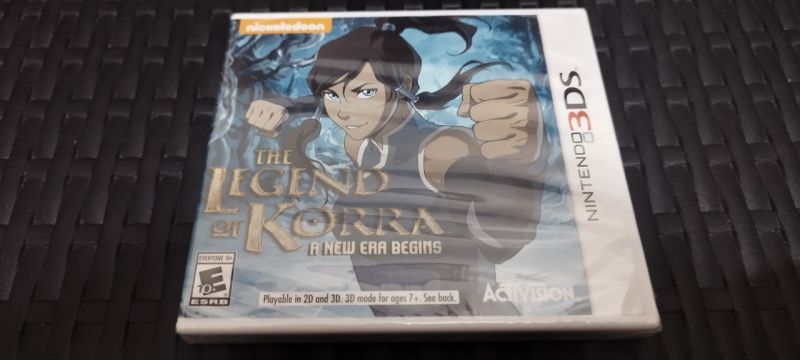 nickelodeon
THE
LEGEND
OF KORRA
A NEW ERA BEGINS
EVERYONE 10+
E
10+
ESRB
Playable in 2D and 3D. 3D mode for ages 7+. See back.
ACTIVISION
NINTENDO 3DS